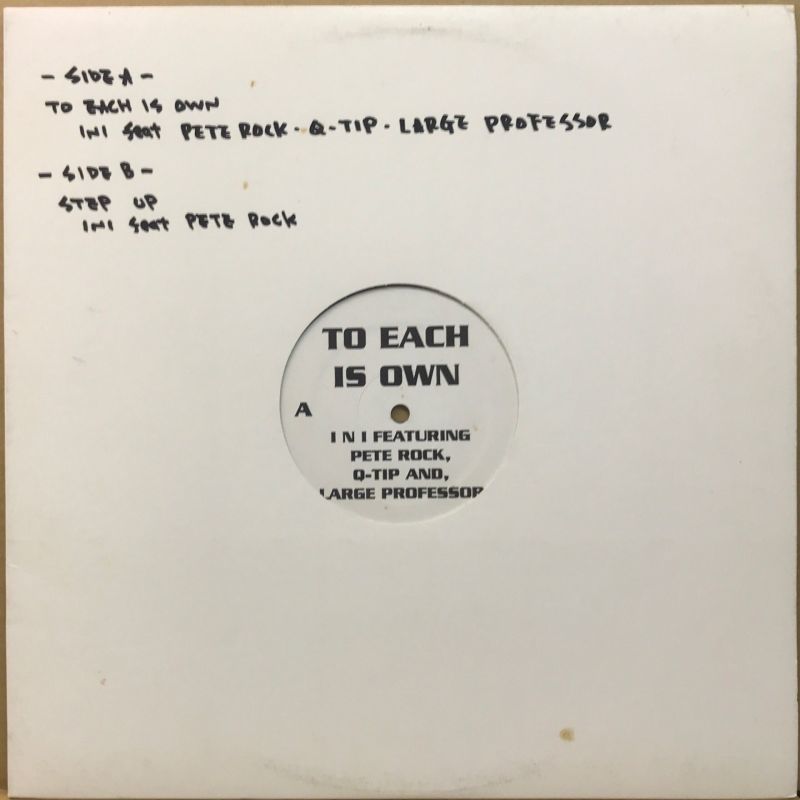 - SIDE A -
TO EACH IS OWN
INI feat PETE ROCK · Q-TIP · LARGE PROFESSOR
- SIDE B -
STEP UP
INI feat PETE ROCK
TO EACH
IS OWN
A
I N I FEATURING
PETE ROCK,
Q-TIP AND,
LARGE PROFESSOR